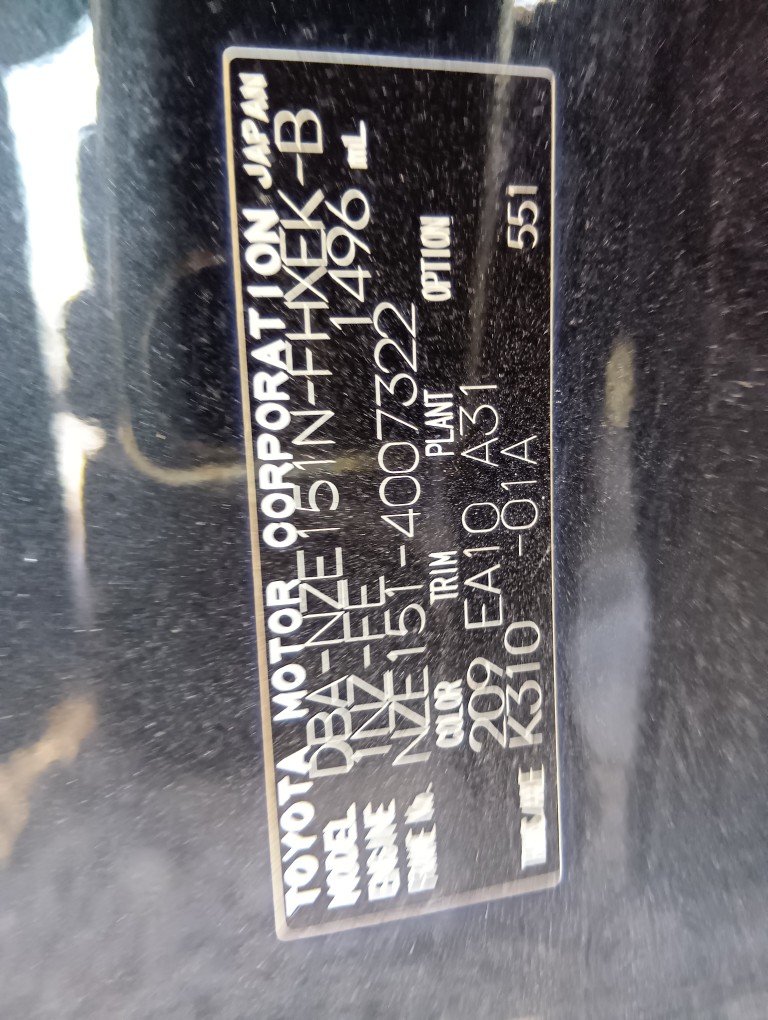 TOYOTA MOTOR CORPORATION JAPAN
MODEL DBA-NZE151N-FHXEK-B
ENGINE 1NZ-FE 1496 mL
FRAME No. NZE151-4007322
COLOR TRIM PLANT OPTION
209 EA10 A31
K310 -01A 551